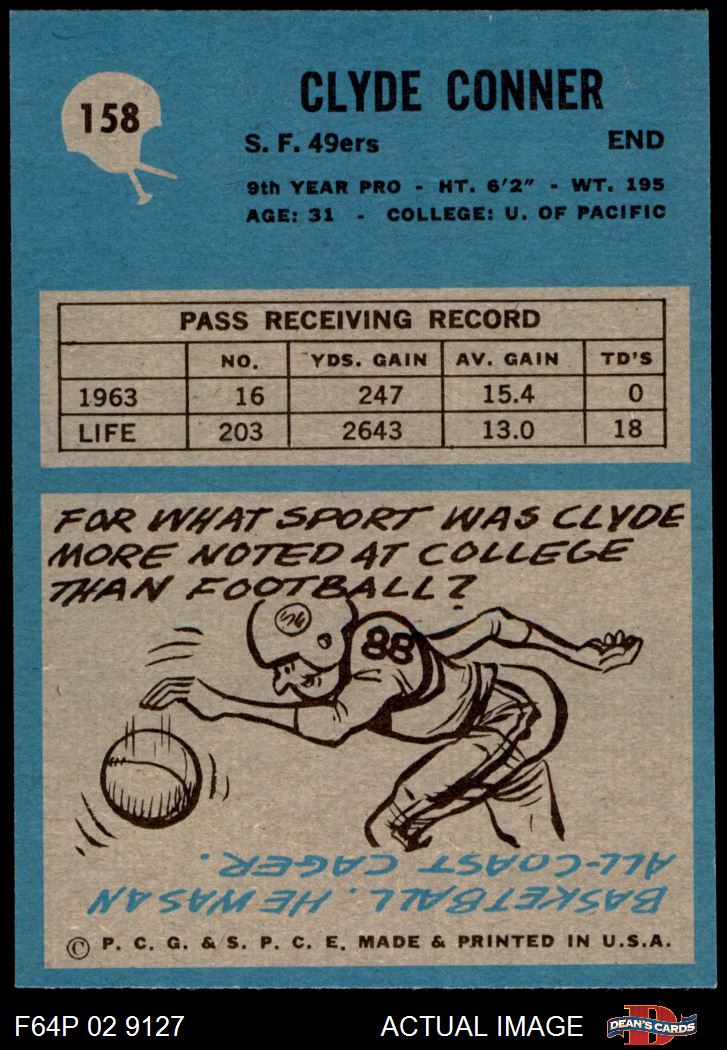 158
CLYDE CONNER
S. F. 49ers END
9th YEAR PRO - HT. 6'2" - WT. 195
AGE: 31 - COLLEGE: U. OF PACIFIC
PASS RECEIVING RECORD
NO. YDS. GAIN AV. GAIN TD'S
1963 16 247 15.4 0
LIFE 203 2643 13.0 18
FOR WHAT SPORT WAS CLYDE
MORE NOTED AT COLLEGE
THAN FOOTBALL?
88
BASKETBALL. HE WAS AN
ALL-COAST CAGER.
© P. C. G. & S. P. C. E. MADE & PRINTED IN U.S.A.
F64P 02 9127 ACTUAL IMAGE DEAN'S CARDS